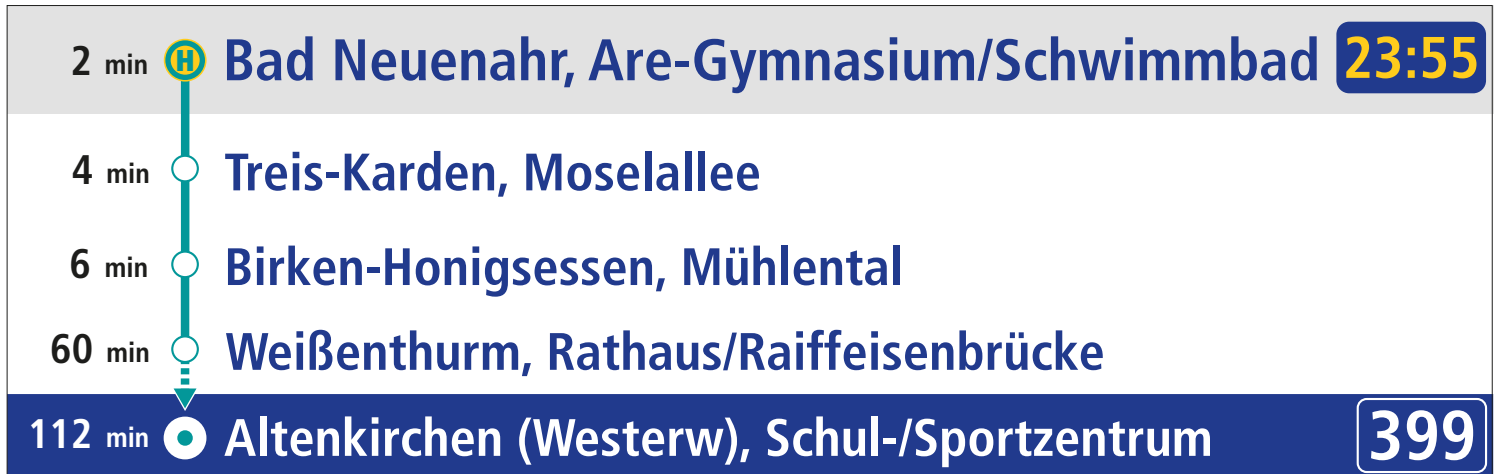 2 min H Bad Neuenahr, Are-Gymnasium/Schwimmbad 23:55
4 min Treis-Karden, Moselallee
6 min Birken-Honigsessen, Mühlental
60 min Weißenthurm, Rathaus/Raiffeisenbrücke
112 min Altenkirchen (Westerw), Schul-/Sportzentrum 399